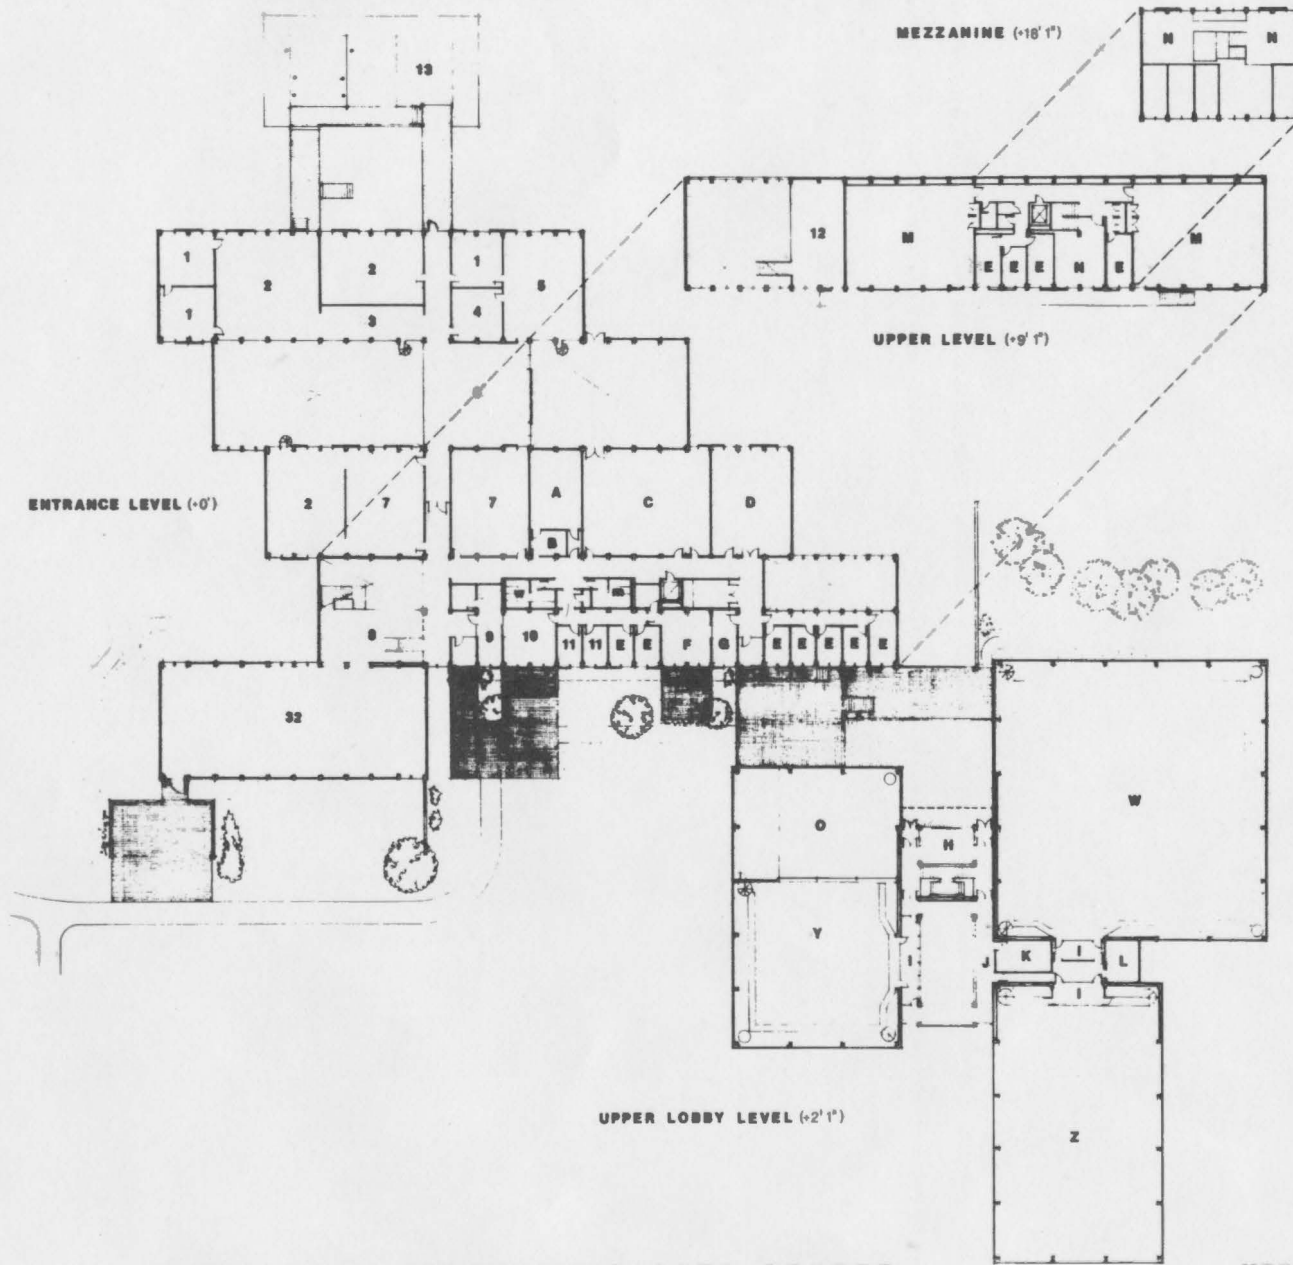 MEZZANINE (+18' 1")
N N
13
12 M M
E E E N E
1 2 2 1 5
1 3 4
UPPER LEVEL (+9' 1")
ENTRANCE LEVEL (+0')
2 7 7 A C D
B
W M
8 9 10 11 11 E E F G E E E E E
32
W
O
H
Y
I J K I L
I
UPPER LOBBY LEVEL (+2' 1")
Z